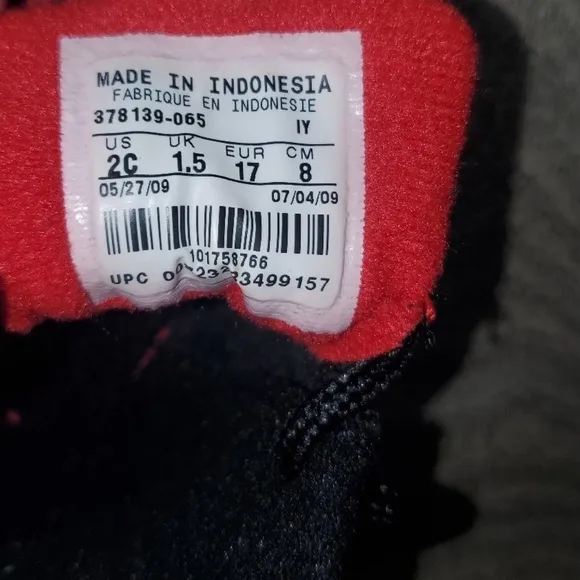 MADE IN INDONESIA
FABRIQUE EN INDONESIE
378139-065 IY
US UK EUR CM
2C 1.5 17 8
05/27/09 07/04/09
101758766
UPC